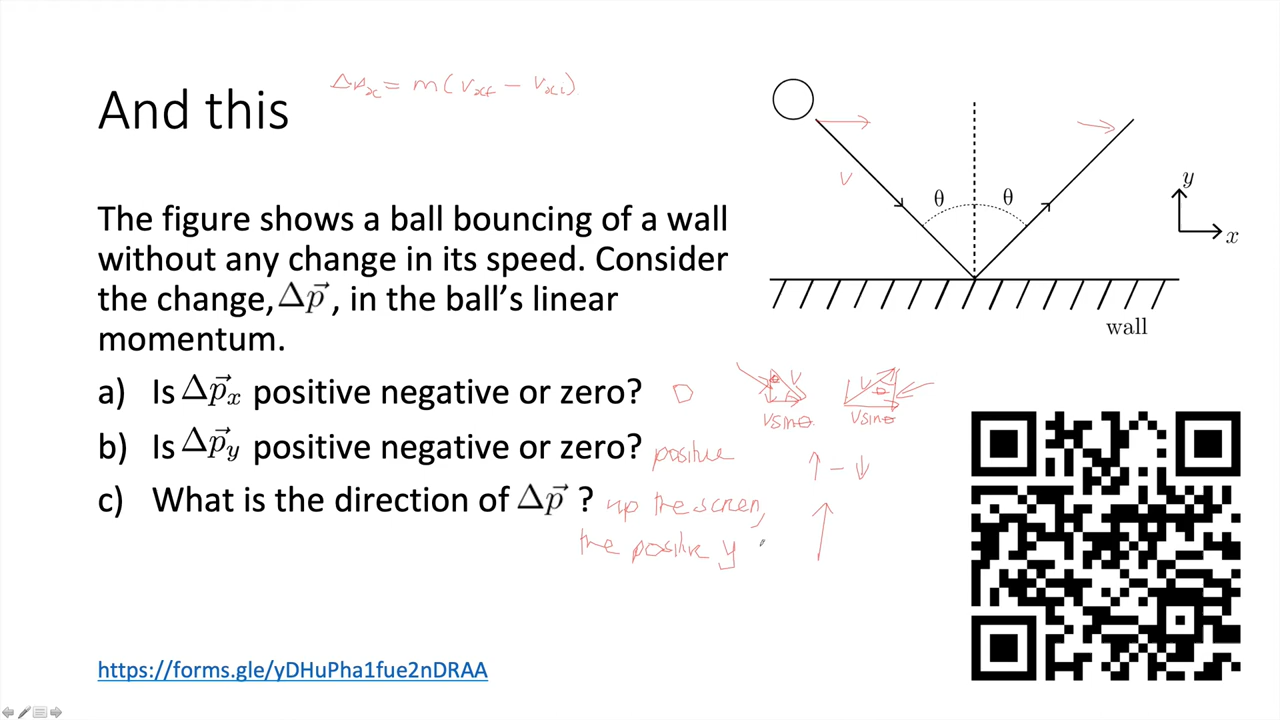 And this
Δpx = m(vxf − vxi)
The figure shows a ball bouncing of a wall
without any change in its speed. Consider
the change, Δp⃗ , in the ball’s linear
momentum.
a) Is Δp⃗x positive negative or zero? 0
b) Is Δp⃗y positive negative or zero? positive
c) What is the direction of Δp⃗ ? up the screen,
the positive y
v
θ θ
y
x
wall
v θ
vsinθ
v θ
vsinθ
↑ − ↓
https://forms.gle/yDHuPha1fue2nDRAA